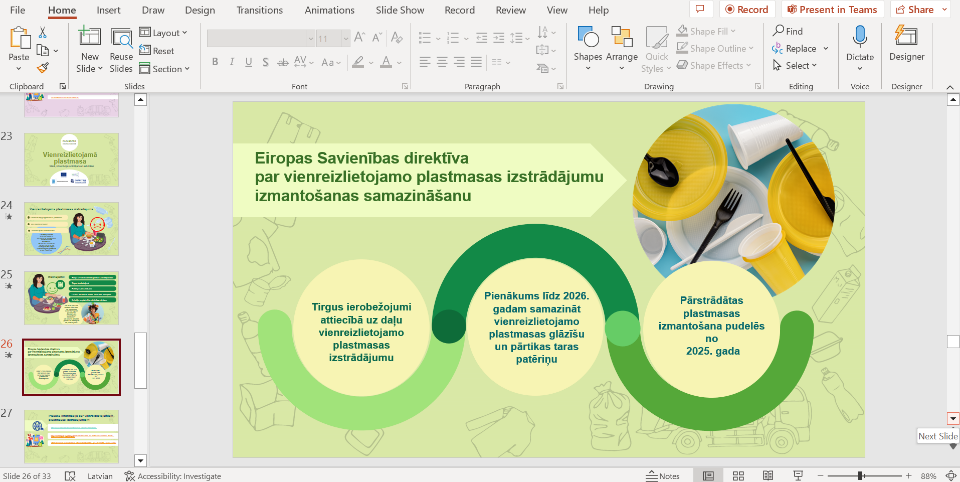 File Home Insert Draw Design Transitions Animations Slide Show Record Review View Help Record Present in Teams Share
Paste
Clipboard
New Slide
Reuse Slides
Layout
Reset
Section
Slides
11
Font
Paragraph
Shapes
Arrange
Quick Styles
Shape Fill
Shape Outline
Shape Effects
Drawing
Find
Replace
Select
Editing
Dictate
Voice
Designer
Designer
23
Vienreizlietojamā
plastmasa
24
25
26
27
Eiropas Savienības direktīva
par vienreizlietojamo plastmasas izstrādājumu
izmantošanas samazināšanu
Tirgus ierobežojumi
attiecībā uz daļu
vienreizlietojamo
plastmasas
izstrādājumu
Pienākums līdz 2026.
gadam samazināt
vienreizlietojamo
plastmasas glāzīšu
un pārtikas taras
patēriņu
Pārstrādātas
plastmasas
izmantošana pudelēs
no
2025. gada
Next Slide
Slide 26 of 33 Latvian Accessibility: Investigate Notes 88%